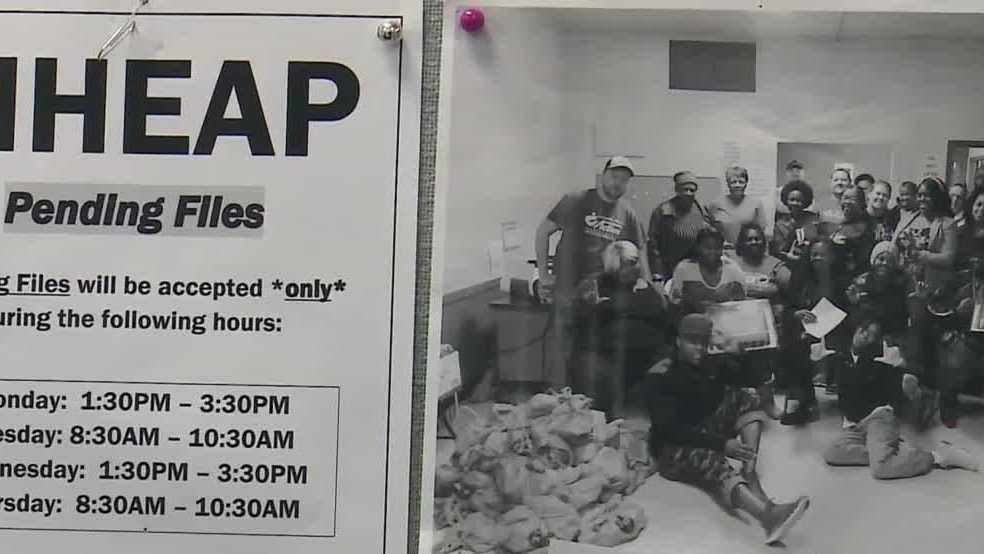 IHEAP
Pending Files
g Files will be accepted *only*
uring the following hours:
onday: 1:30PM – 3:30PM
esday: 8:30AM – 10:30AM
nesday: 1:30PM – 3:30PM
rsday: 8:30AM – 10:30AM